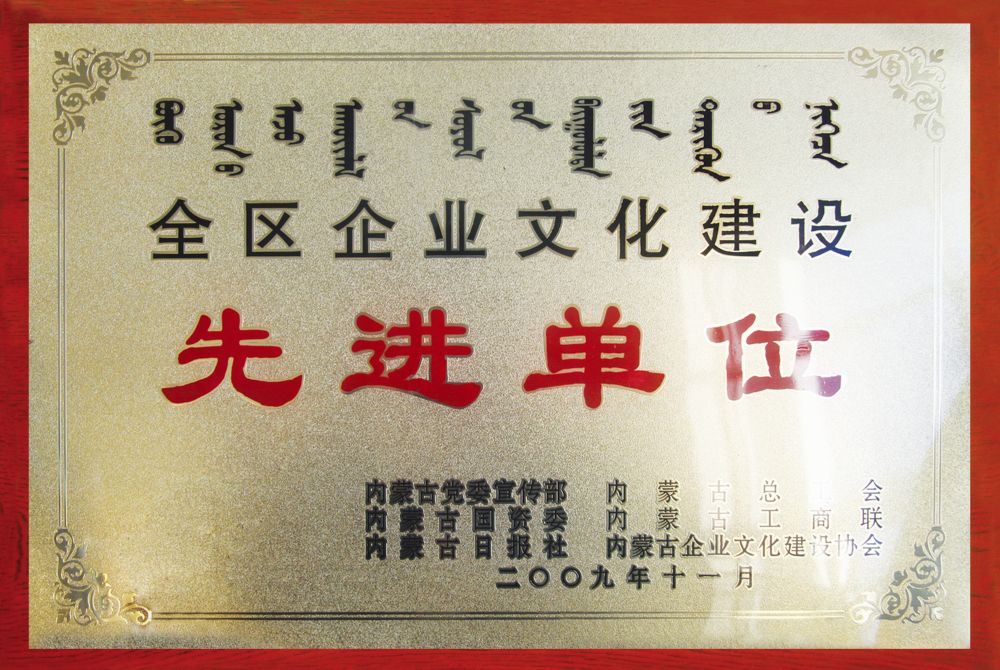 全区企业文化建设
先进单位
内蒙古党委宣传部 内蒙古总工会
内蒙古国资委 内蒙古工商联
内蒙古日报社 内蒙古企业文化建设协会
二〇〇九年十一月